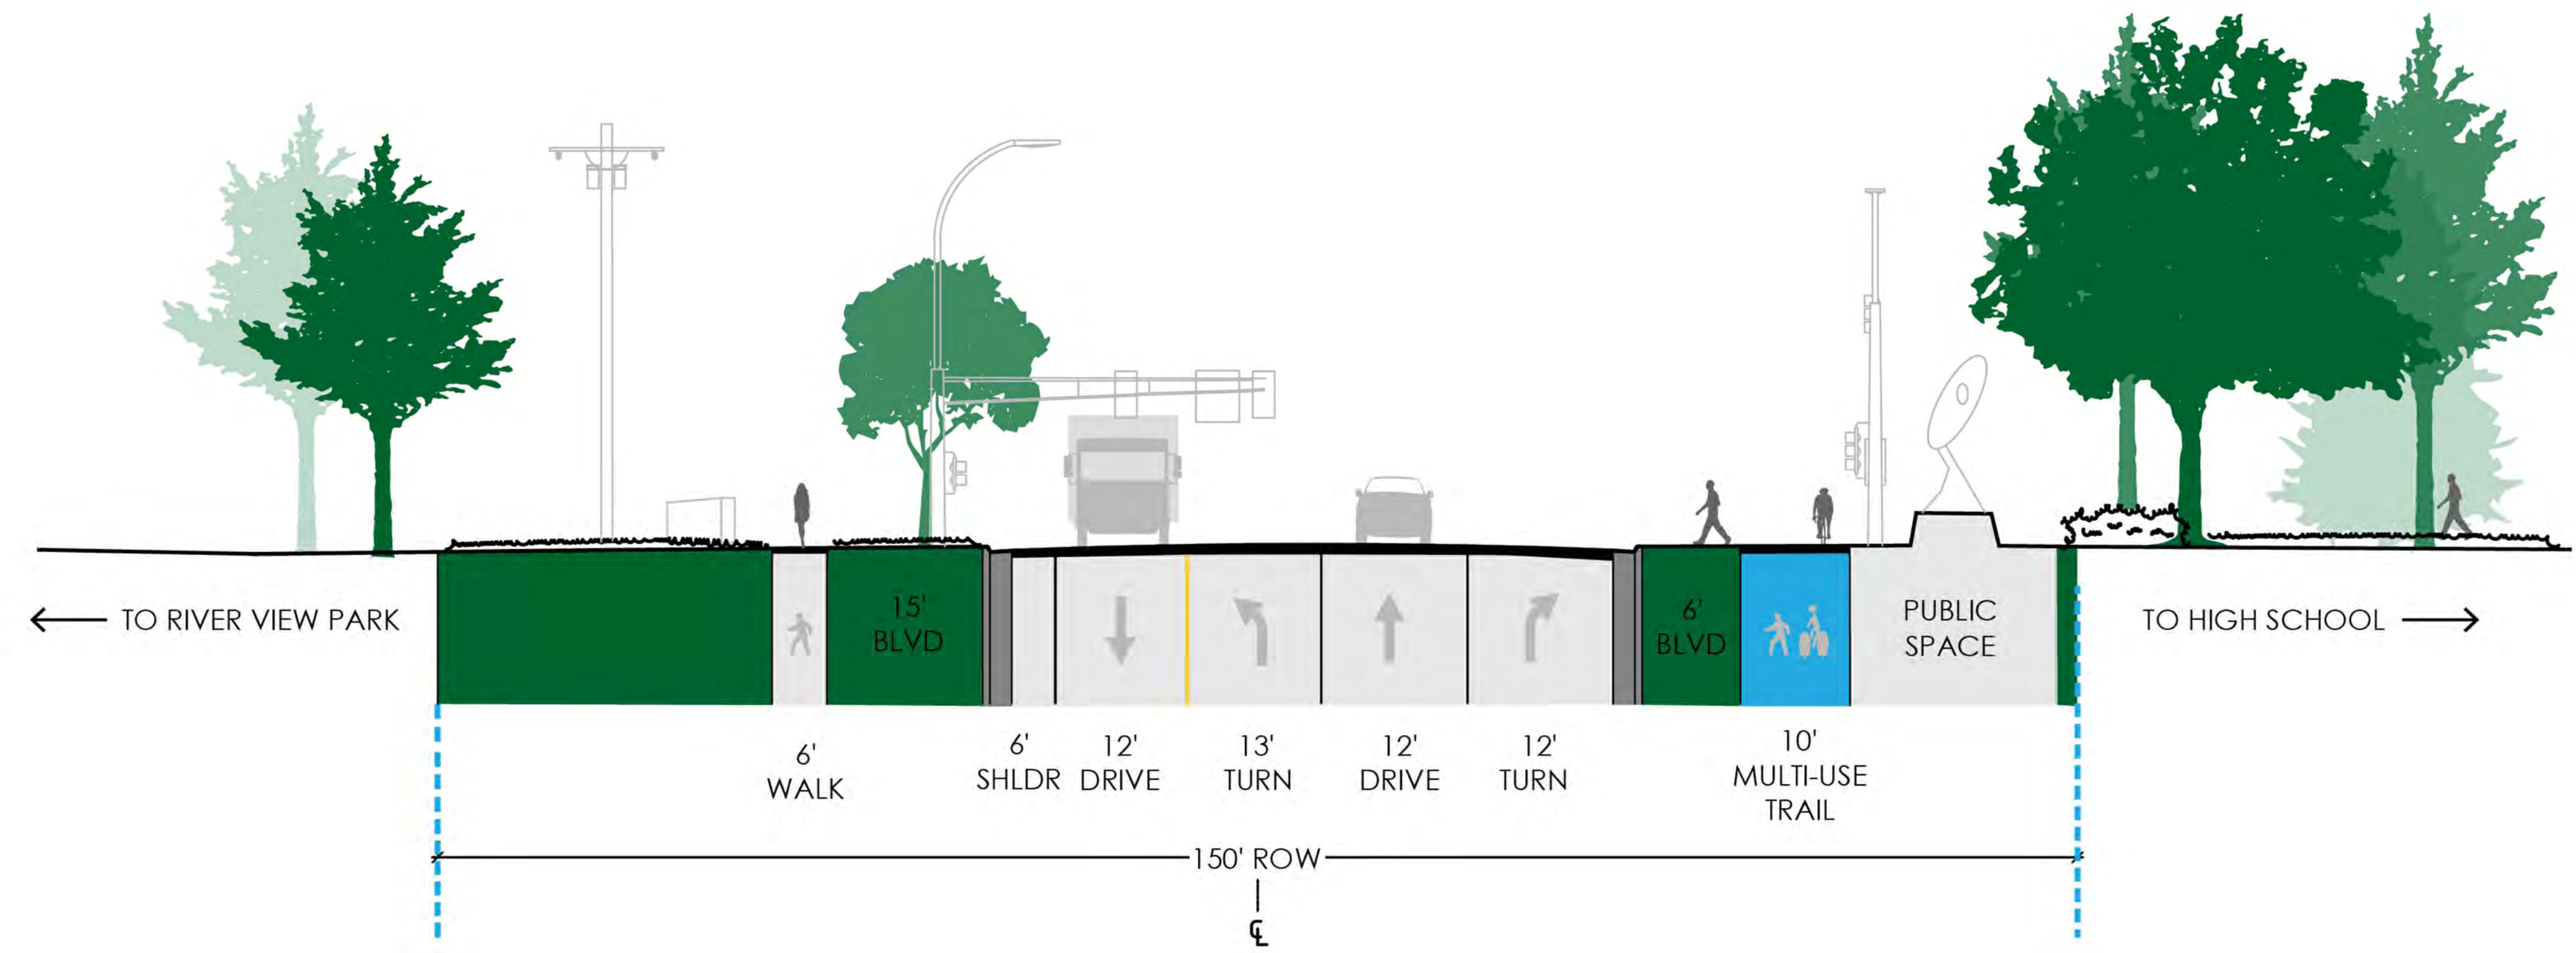 TO RIVER VIEW PARK
15'
BLVD
6'
BLVD
PUBLIC
SPACE
TO HIGH SCHOOL
6'
WALK
6'
SHLDR
12'
DRIVE
13'
TURN
12'
DRIVE
12'
TURN
10'
MULTI-USE
TRAIL
150' ROW
℄